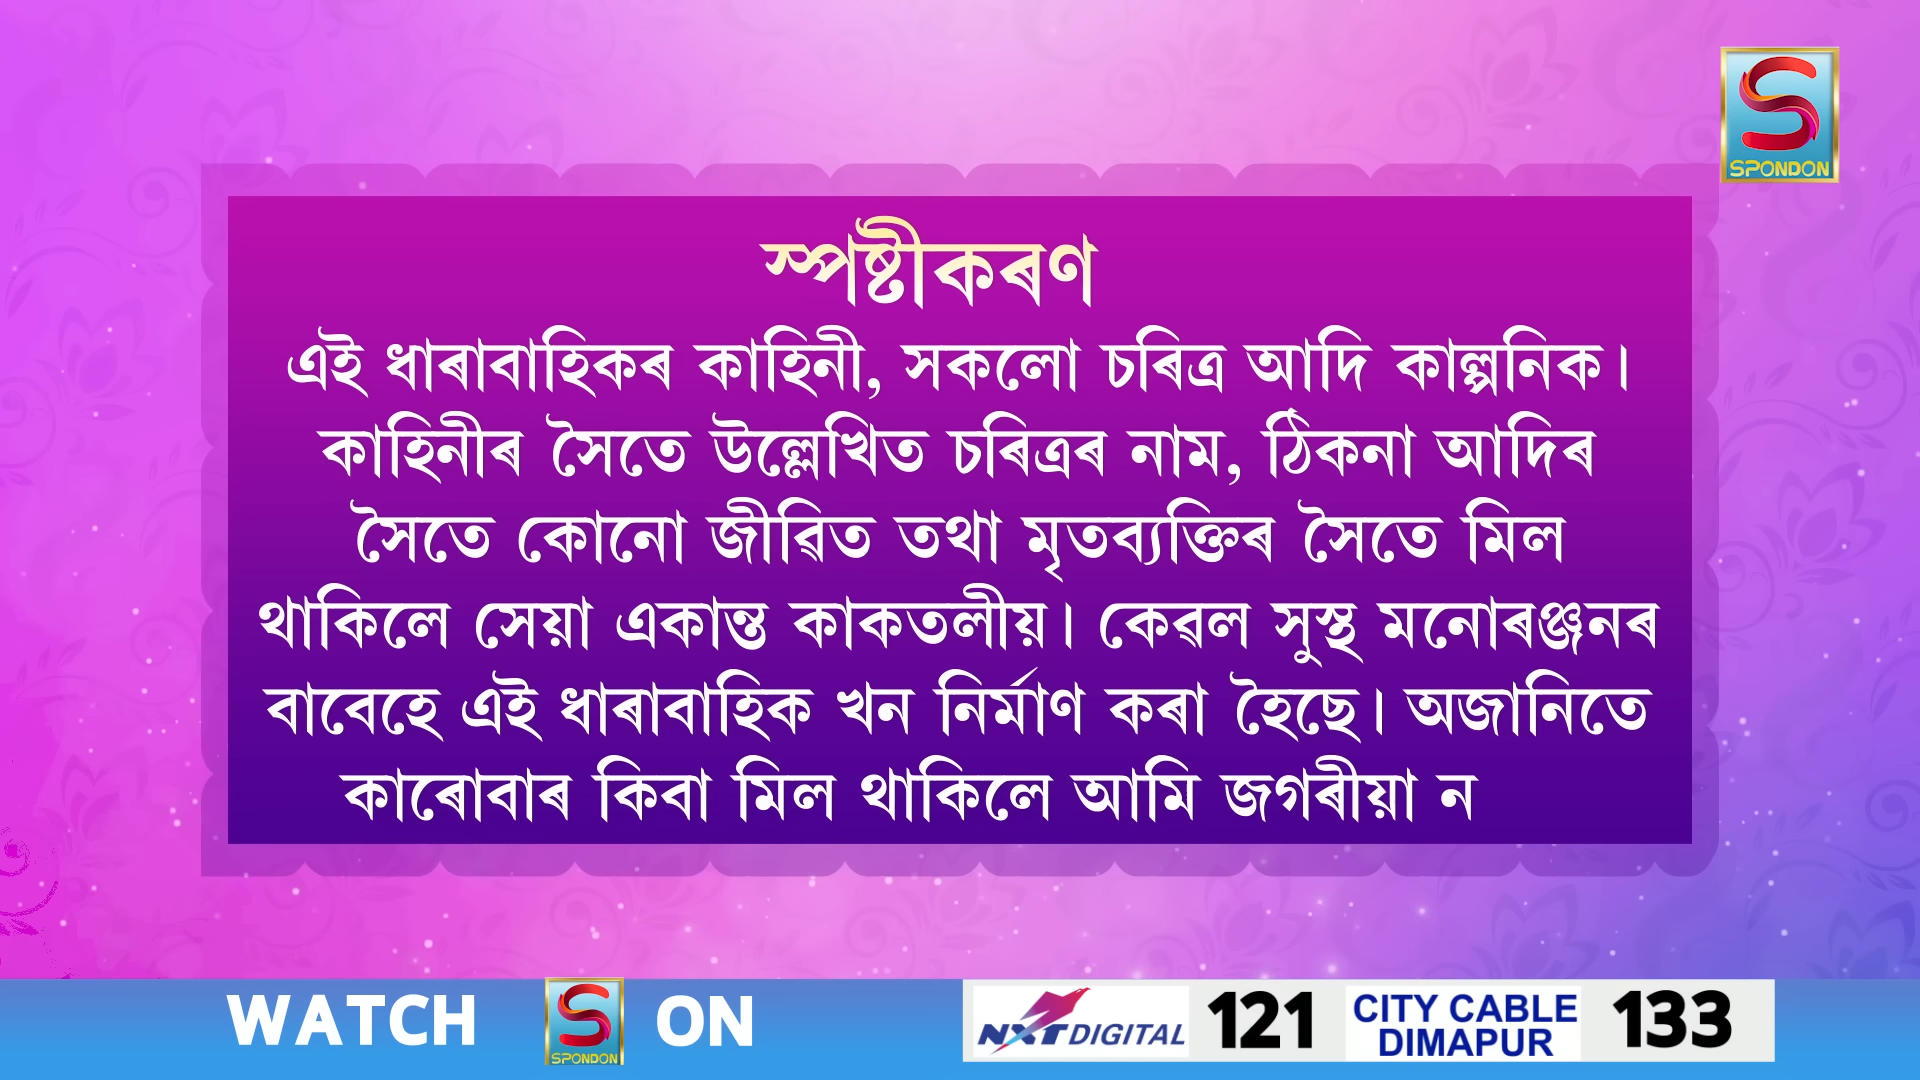 SPONDON
স্পষ্টীকৰণ
এই ধাৰাবাহিকৰ কাহিনী, সকলো চৰিত্ৰ আদি কাল্পনিক।
কাহিনীৰ সৈতে উল্লেখিত চৰিত্ৰৰ নাম, ঠিকনা আদিৰ
সৈতে কোনো জীৱিত তথা মৃতব্যক্তিৰ সৈতে মিল
থাকিলে সেয়া একান্ত কাকতলীয়। কেৱল সুস্থ মনোৰঞ্জনৰ
বাবেহে এই ধাৰাবাহিক খন নিৰ্মাণ কৰা হৈছে। অজানিতে
কাৰোবাৰ কিবা মিল থাকিলে আমি জগৰীয়া ন
WATCH SPONDON ON NXT DIGITAL 121 CITY CABLE DIMAPUR 133